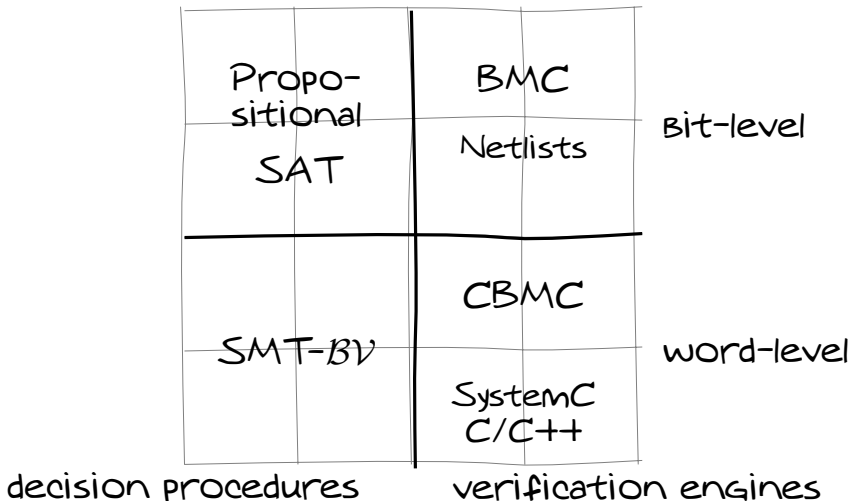 Propo-
sitional
SAT
BMC
Netlists
Bit-level
SMT-BV
CBMC
SystemC
C/C++
word-level
decision procedures
verification engines